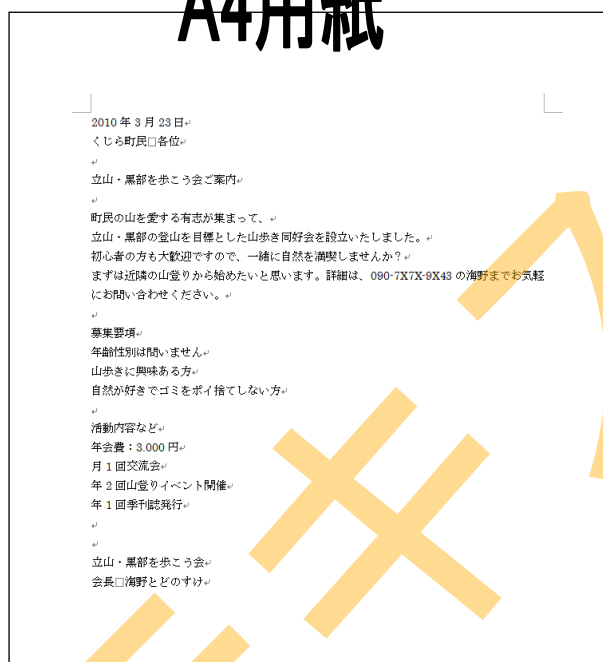 A4用紙
2010年3月23日↵
くじら町民□各位↵
↵
立山・黒部を歩こう会ご案内↵
↵
町民の山を愛する有志が集まって、↵
立山・黒部の登山を目標とした山歩き同好会を設立いたしました。↵
初心者の方も大歓迎ですので、一緒に自然を満喫しませんか？↵
まずは近隣の山登りから始めたいと思います。詳細は、090-7X7X-9X43の海野までお気軽
にお問い合わせください。↵
↵
募集要項↵
年齢性別は問いません↵
山歩きに興味ある方↵
自然が好きでゴミをポイ捨てしない方↵
↵
活動内容など↵
年会費：3.000円↵
月1回交流会↵
年2回山登りイベント開催↵
年1回季刊誌発行↵
↵
↵
立山・黒部を歩こう会↵
会長□海野とどのすけ↵